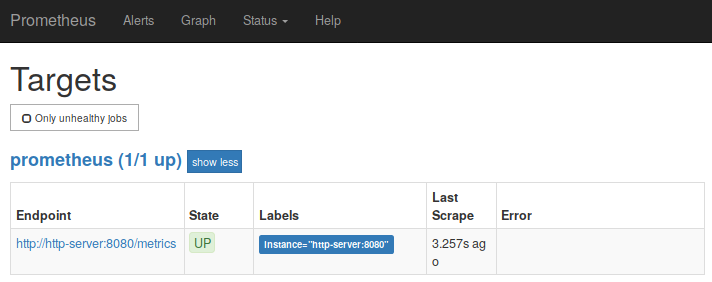 Prometheus Alerts Graph Status Help
Targets
Only unhealthy jobs
prometheus (1/1 up) show less
Endpoint State Labels Last Scrape Error
http://http-server:8080/metrics UP instance="http-server:8080" 3.257s ago